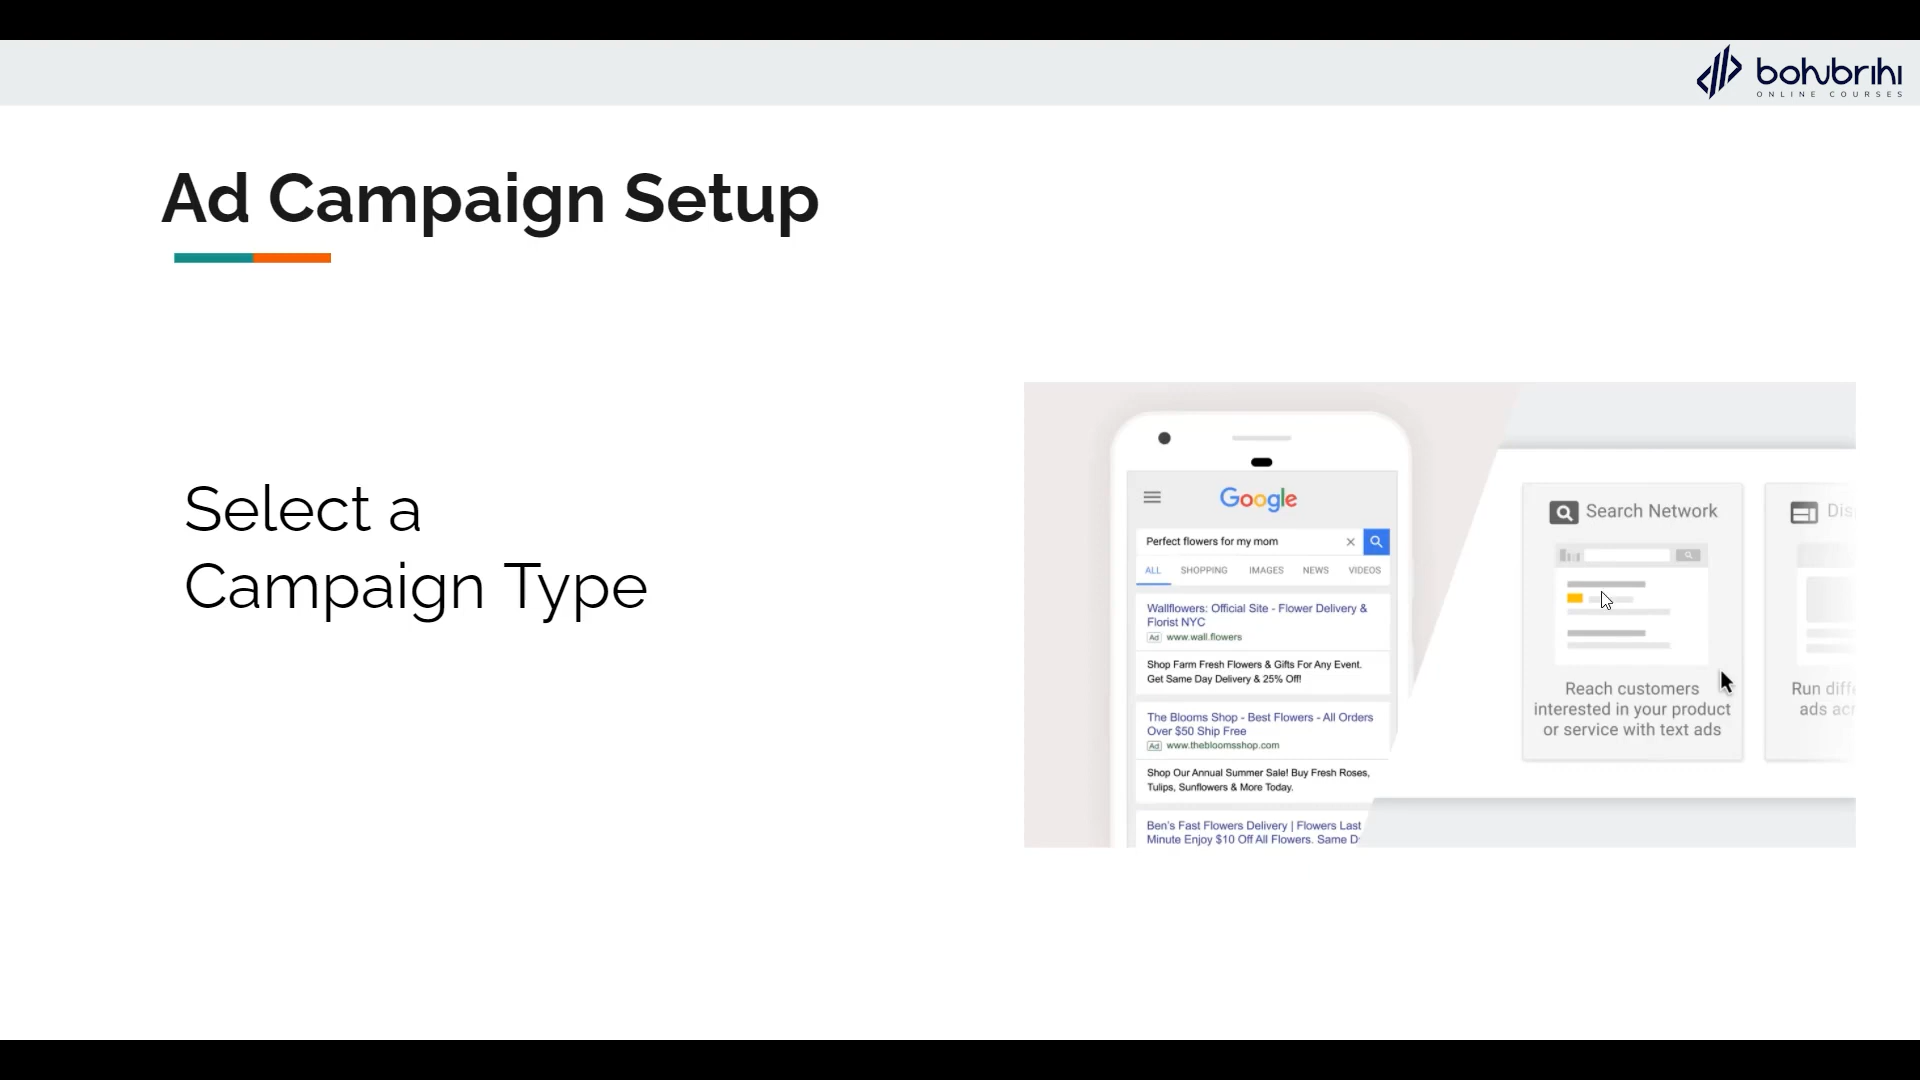 bohubrihi
ONLINE COURSES
Ad Campaign Setup
Select a
Campaign Type
Google
Perfect flowers for my mom
ALL SHOPPING IMAGES NEWS VIDEOS
Wallflowers: Official Site - Flower Delivery &
Florist NYC
Ad www.wall.flowers
Shop Farm Fresh Flowers & Gifts For Any Event.
Get Same Day Delivery & 25% Off!
The Blooms Shop - Best Flowers - All Orders
Over $50 Ship Free
Ad www.thebloomsshop.com
Shop Our Annual Summer Sale! Buy Fresh Roses,
Tulips, Sunflowers & More Today.
Ben's Fast Flowers Delivery | Flowers Last
Minute Enjoy $10 Off All Flowers. Same D
Search Network
Reach customers
interested in your product
or service with text ads
Dis
Run diffe
ads acr